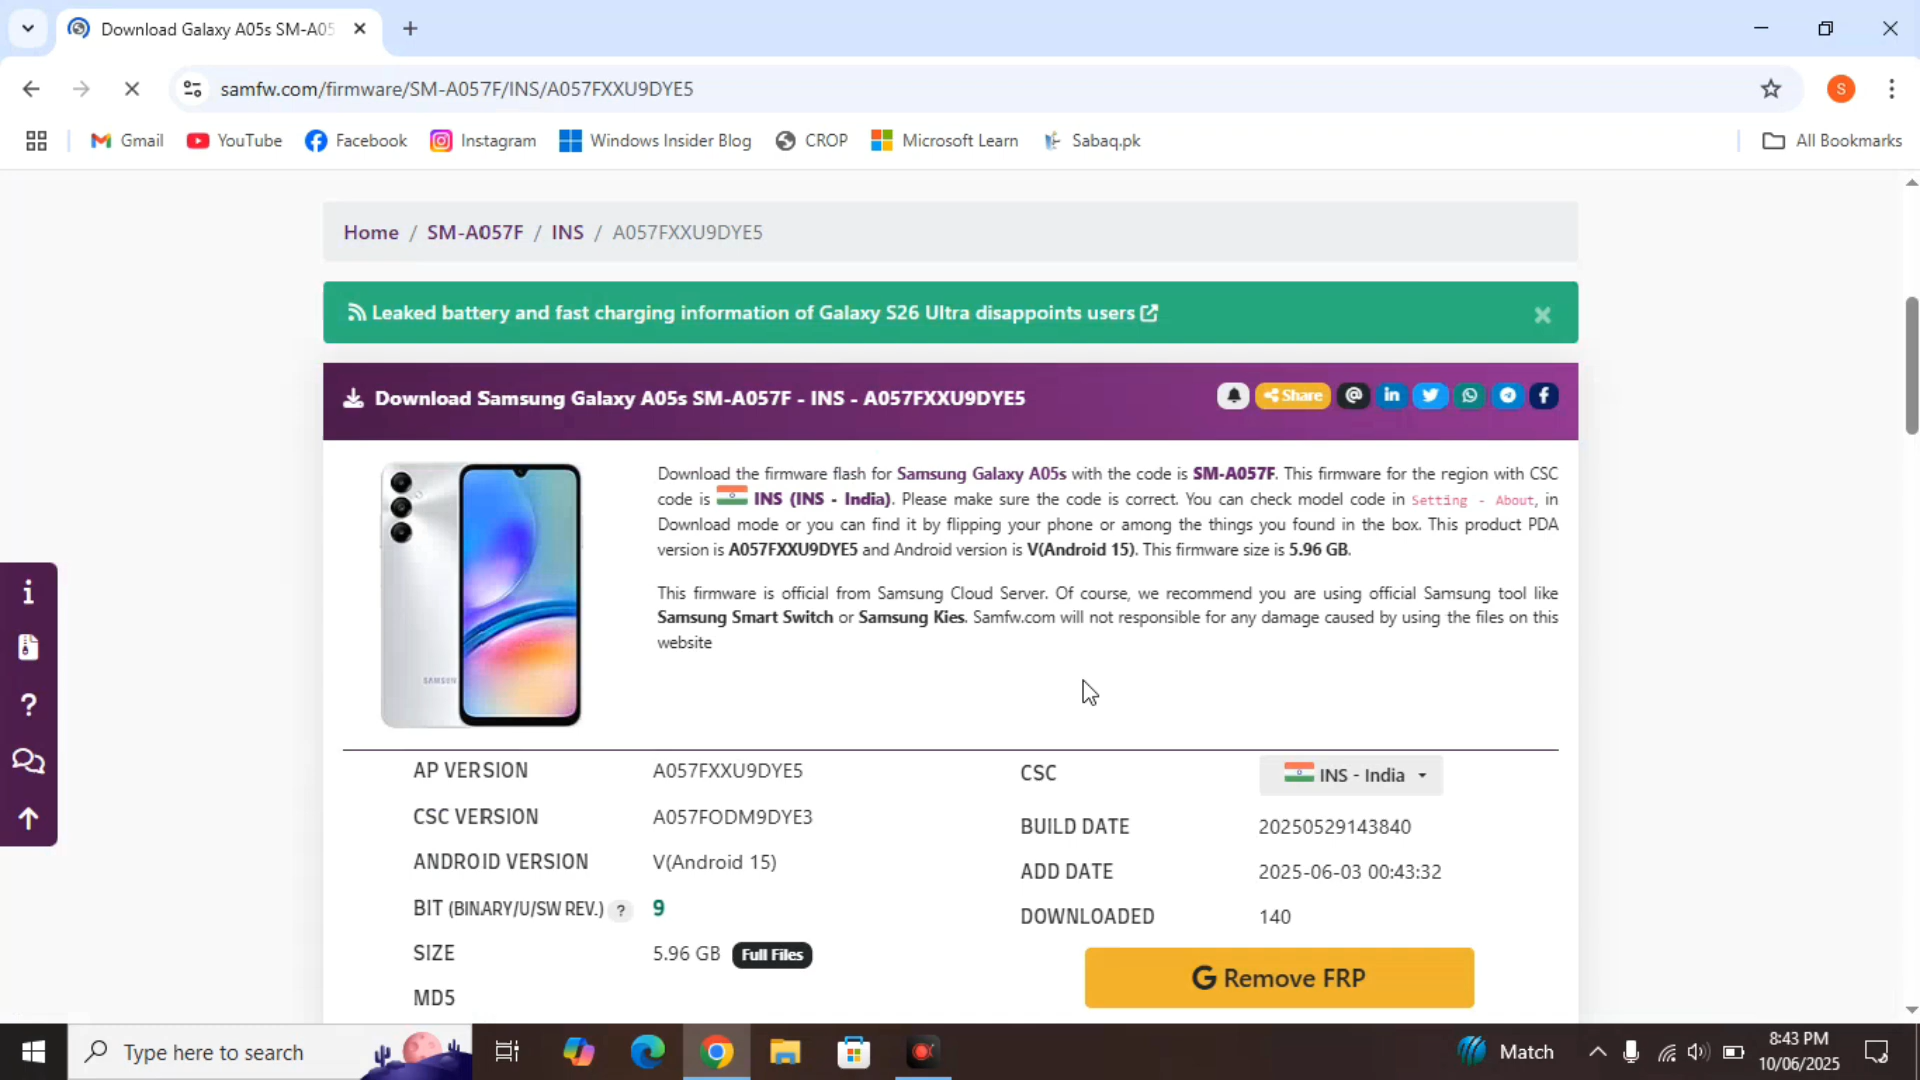 Download Galaxy A05s SM-A05
samfw.com/firmware/SM-A057F/INS/A057FXXU9DYE5
S
Gmail YouTube Facebook Instagram Windows Insider Blog CROP Microsoft Learn Sabaq.pk All Bookmarks
Home / SM-A057F / INS / A057FXXU9DYE5
Leaked battery and fast charging information of Galaxy S26 Ultra disappoints users
Download Samsung Galaxy A05s SM-A057F - INS - A057FXXU9DYE5 Share
Download the firmware flash for Samsung Galaxy A05s with the code is SM-A057F. This firmware for the region with CSC
code is INS (INS - India). Please make sure the code is correct. You can check model code in Setting - About, in
Download mode or you can find it by flipping your phone or among the things you found in the box. This product PDA
version is A057FXXU9DYE5 and Android version is V(Android 15). This firmware size is 5.96 GB.
This firmware is official from Samsung Cloud Server. Of course, we recommend you are using official Samsung tool like
Samsung Smart Switch or Samsung Kies. Samfw.com will not responsible for any damage caused by using the files on this
website
SAMSUN
AP VERSION A057FXXU9DYE5 CSC INS - India
CSC VERSION A057FODM9DYE3 BUILD DATE 20250529143840
ANDROID VERSION V(Android 15) ADD DATE 2025-06-03 00:43:32
BIT (BINARY/U/SW REV.) ? 9 DOWNLOADED 140
SIZE 5.96 GB Full Files
G Remove FRP
MD5
Type here to search Match 8:43 PM
10/06/2025